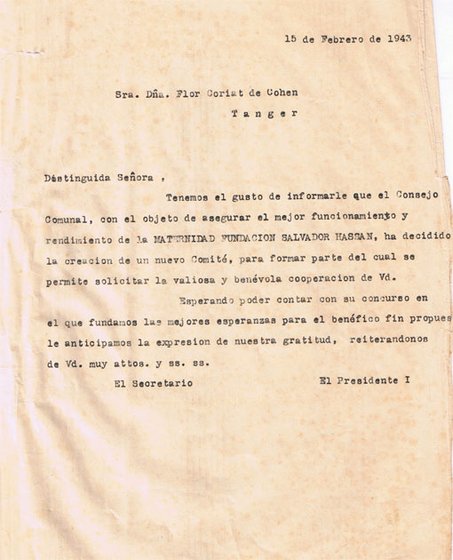 15 de Febrero de 1943
Sra. Dña. Flor Coriat de Cohen
Tanger
Distinguida Señora ,
Tenemos el gusto de informarle que el Consejo
Comunal, con el objeto de asegurar el mejor funcionamiento y
rendimiento de la MATERNIDAD FUNDACION SALVADOR HASSAN, ha decidido
la creacion de un nuevo Comité, para formar parte del cual se
permite solicitar la valiosa y benévola cooperacion de Vd.
Esperando poder contar con su concurso en
el que fundamos las mejores esperanzas para el benéfico fin propues
le anticipamos la expresion de nuestra gratitud, reiterandonos
de Vd. muy attos. y ss. ss.
El Secretario El Presidente I